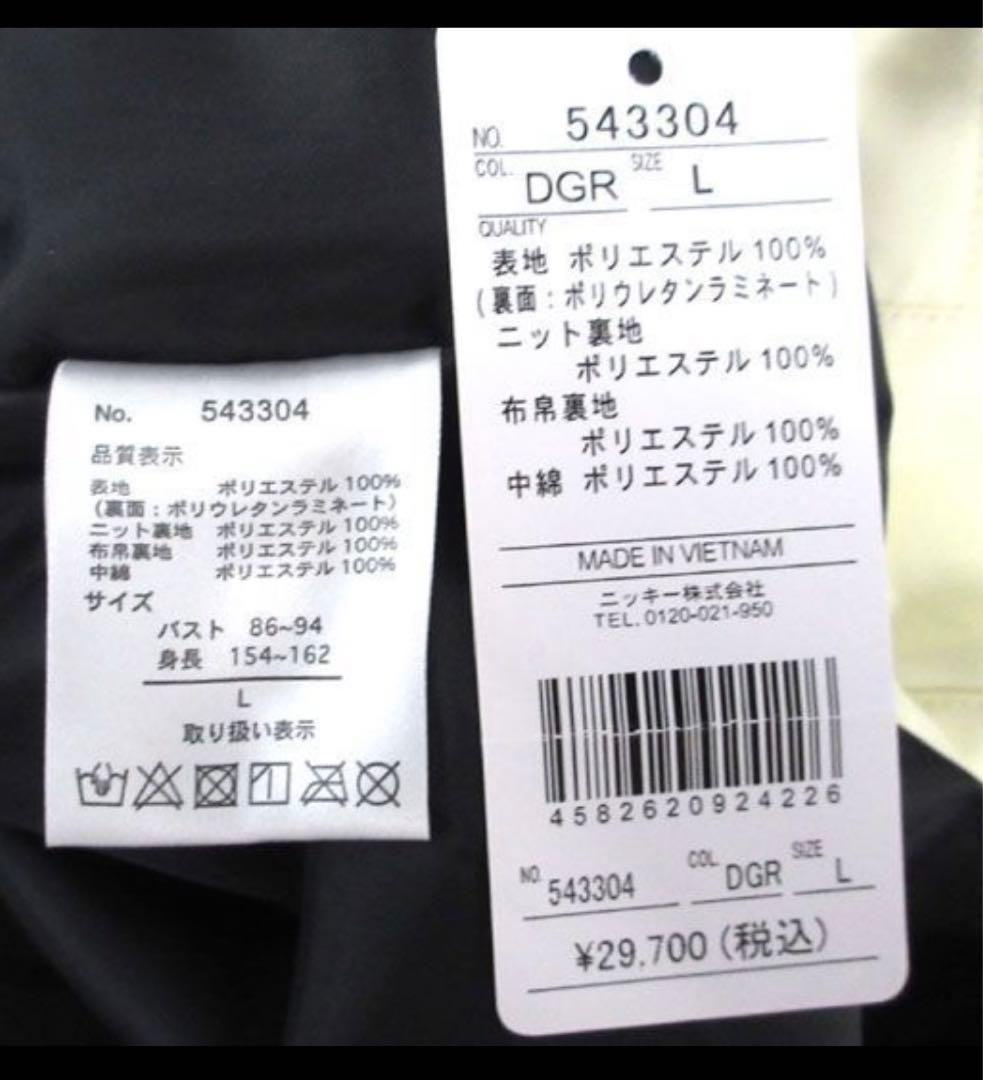 No. 543304
品質表示
表地 ポリエステル 100%
（裏面：ポリウレタンラミネート）
ニット裏地 ポリエステル 100%
布帛裏地 ポリエステル 100%
中綿 ポリエステル 100%
サイズ
バスト 86~94
身長 154~162
L
取り扱い表示
NO. 543304
COL. DGR SIZE L
QUALITY
表地 ポリエステル 100%
（裏面：ポリウレタンラミネート）
ニット裏地
ポリエステル 100%
布帛裏地
ポリエステル 100%
中綿 ポリエステル 100%
MADE IN VIETNAM
ニッキー株式会社
TEL. 0120-021-950
4582620924226
NO. 543304 COL. DGR SIZE L
¥29.700（税込）